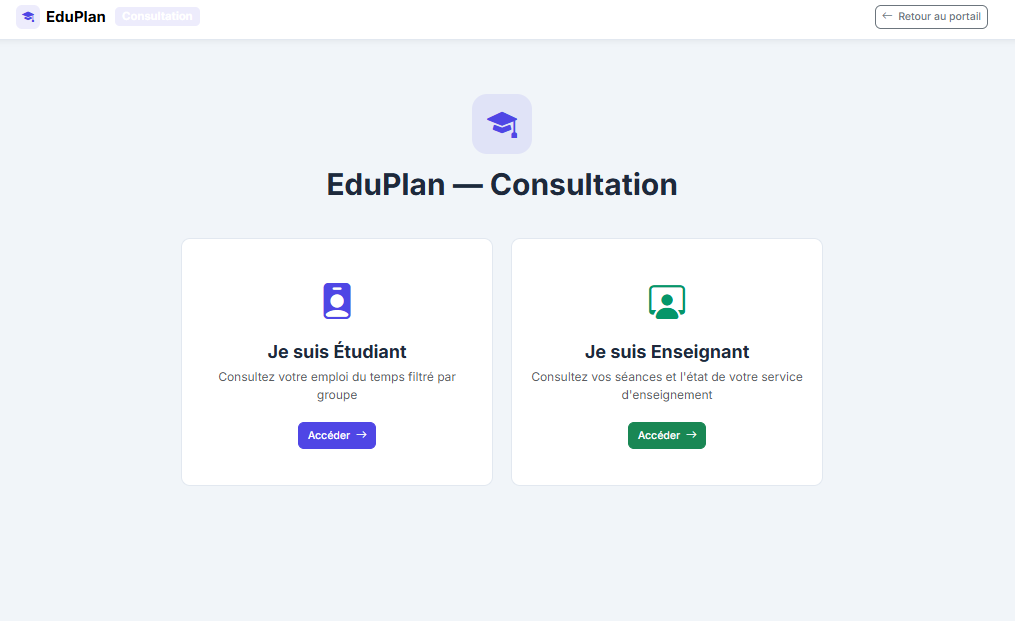 EduPlan Consultation
← Retour au portail
EduPlan — Consultation
Je suis Étudiant
Consultez votre emploi du temps filtré par
groupe
Accéder →
Je suis Enseignant
Consultez vos séances et l'état de votre service
d'enseignement
Accéder →